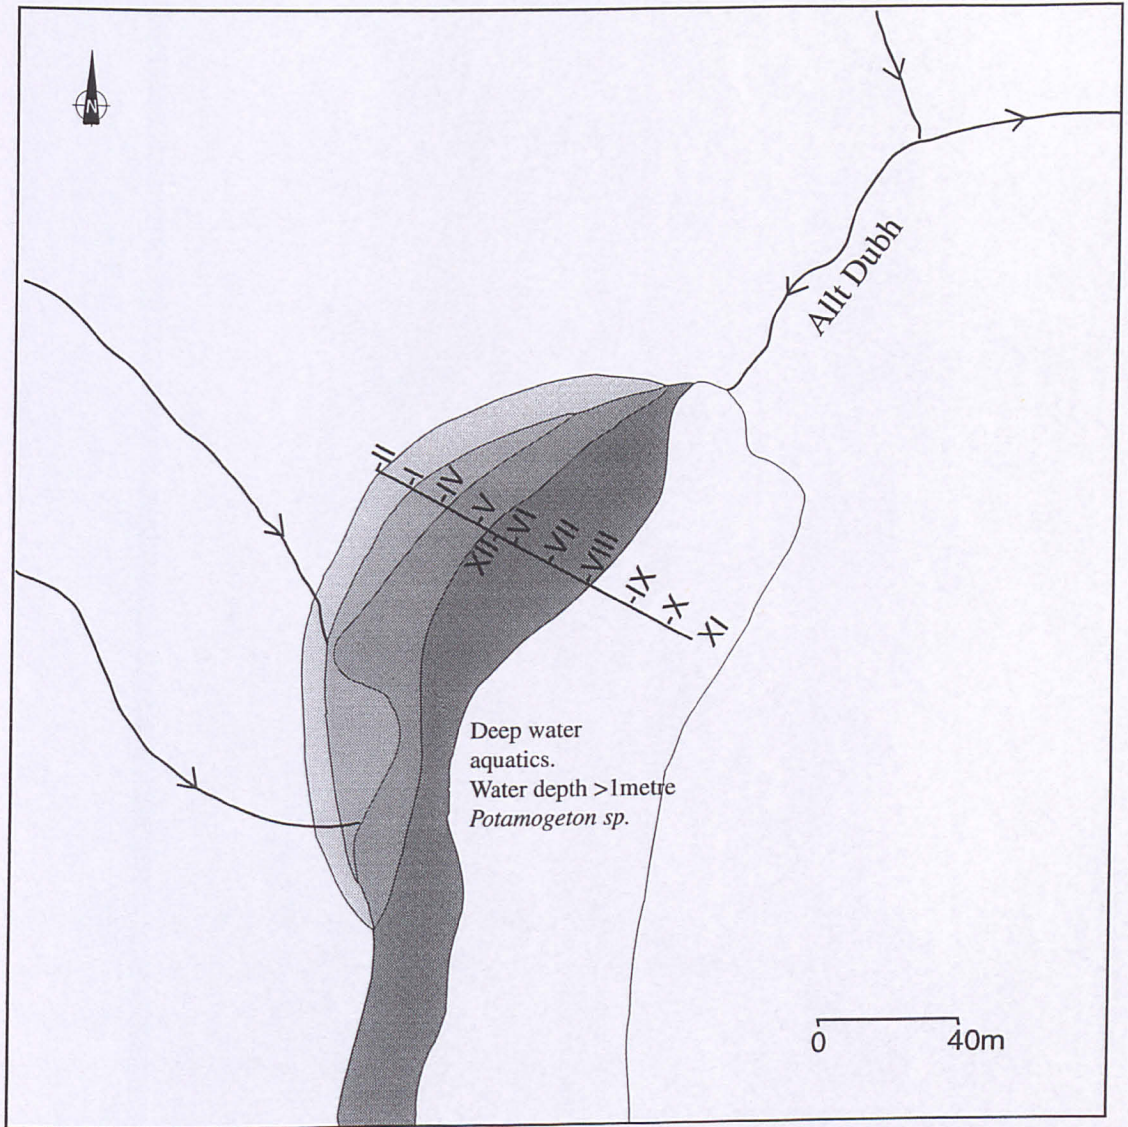 N
Allt Dubh
-II
-I
-IV
-V
-VI
XII-
-VII
-VIII
-IX
-X
XI
Deep water
aquatics.
Water depth >1metre
Potamogeton sp.
0 40m